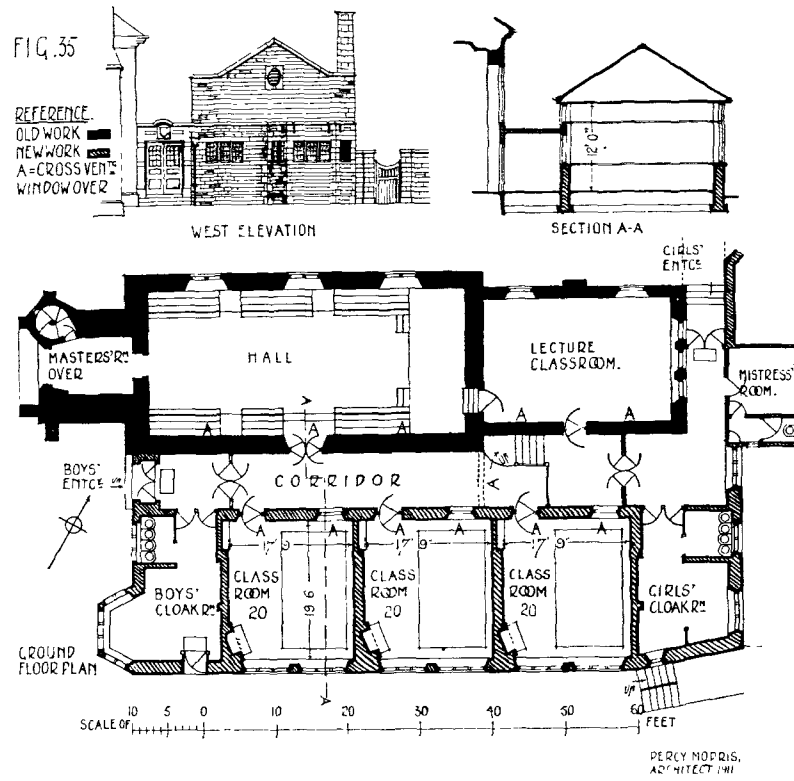 FIG. 35
REFERENCE.
OLD WORK
NEW WORK
A=CROSS VENTS
WINDOW OVER
WEST ELEVATION
12'.0"
SECTION A-A
GIRLS'
ENTCE
MASTERS' RM
OVER
HALL
LECTURE
CLASSROOM.
MISTRESS'
ROOM.
A
A
A
A
A
A
BOYS'
ENTCE
UP
CORRIDOR
UP
A
A
A
A
A
A
A
17'.9"
17'.9"
17'.9"
BOYS'
CLOAK RM
CLASS
ROOM
20
19'.6"
CLASS
ROOM
20
CLASS
ROOM
20
GIRLS'
CLOAK RM
GROUND
FLOOR PLAN
A
UP
SCALE OF 10 5 0 10 20 30 40 50 60 FEET
PERCY MORRIS,
ARCHITECT 1911